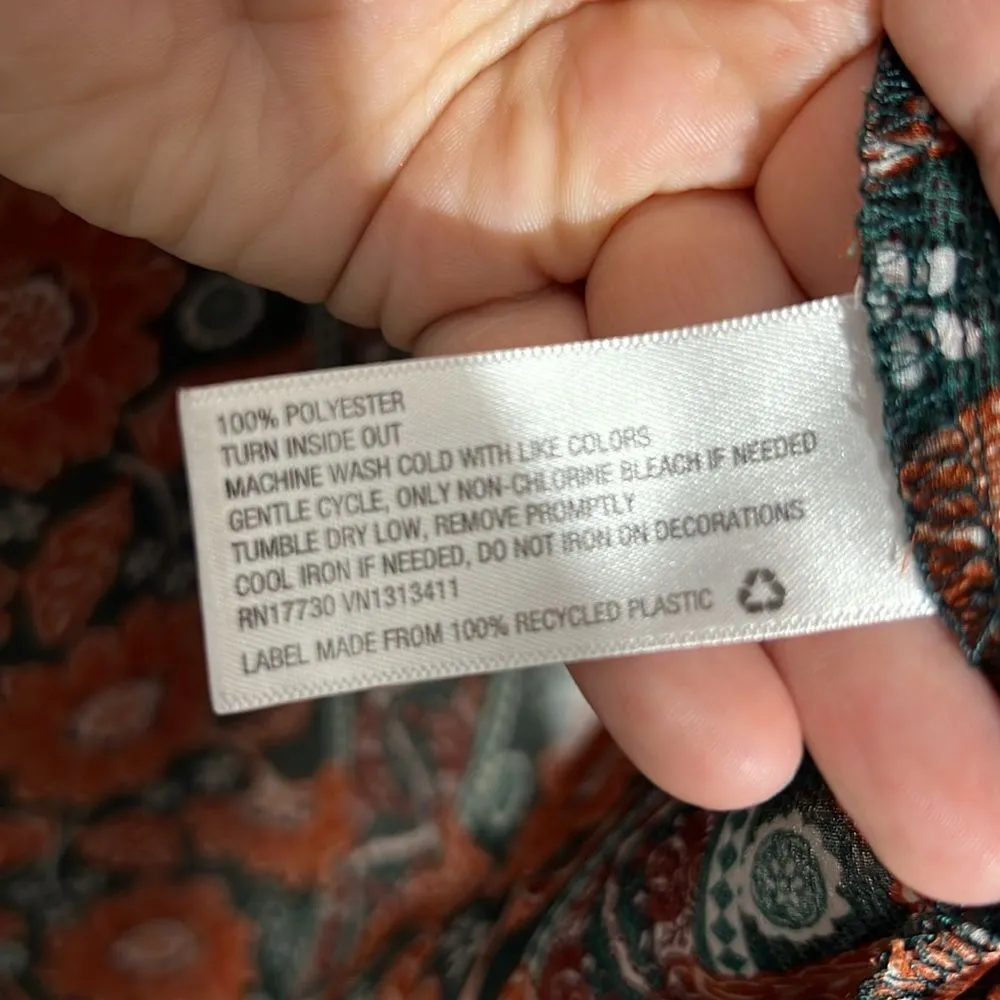 100% POLYESTER
TURN INSIDE OUT
MACHINE WASH COLD WITH LIKE COLORS
GENTLE CYCLE, ONLY NON-CHLORINE BLEACH IF NEEDED
TUMBLE DRY LOW, REMOVE PROMPTLY
COOL IRON IF NEEDED, DO NOT IRON ON DECORATIONS
RN17730 VN1313411
LABEL MADE FROM 100% RECYCLED PLASTIC